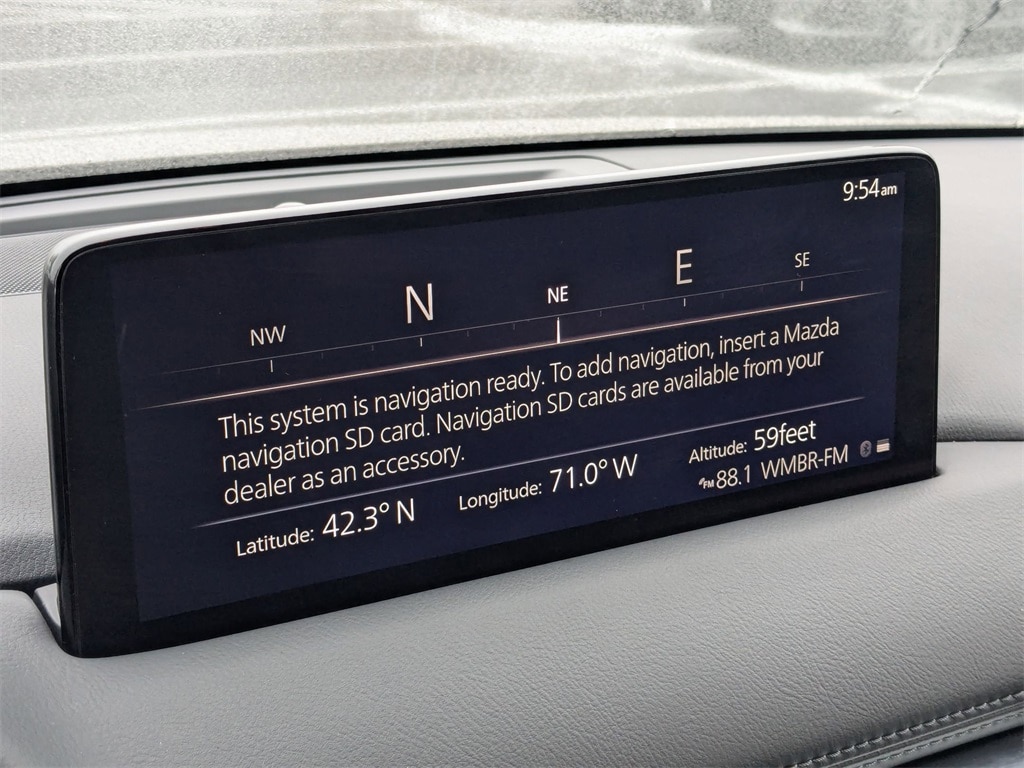 9:54am
NW N NE E SE
This system is navigation ready. To add navigation, insert a Mazda
navigation SD card. Navigation SD cards are available from your
dealer as an accessory.
Latitude: 42.3° N Longitude: 71.0° W Altitude: 59feet
FM 88.1 WMBR-FM